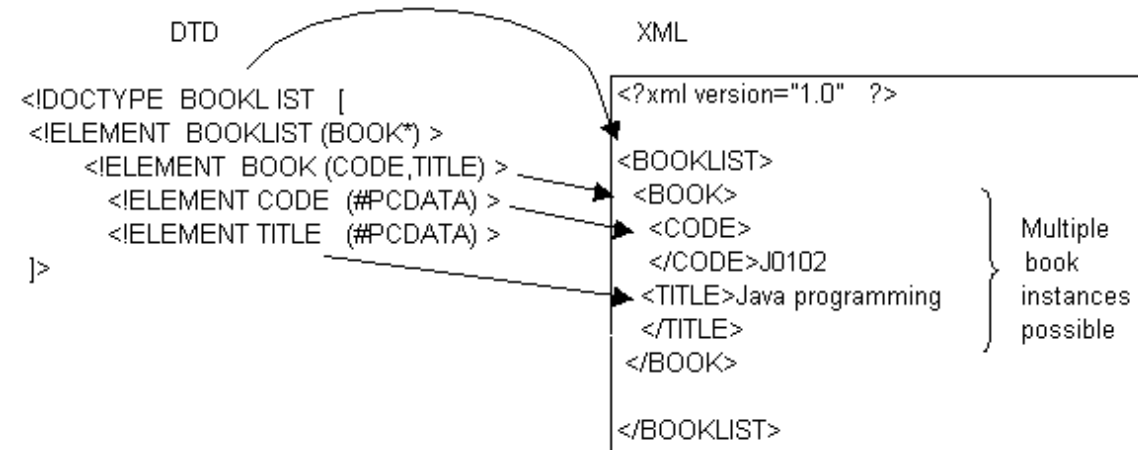 DTD
<!DOCTYPE BOOKL IST [
<!ELEMENT BOOKLIST (BOOK*) >
<!ELEMENT BOOK (CODE,TITLE) >
<!ELEMENT CODE (#PCDATA) >
<!ELEMENT TITLE (#PCDATA) >
]>
XML
<?xml version="1.0" ?>
<BOOKLIST>
<BOOK>
<CODE>
</CODE>J0102
<TITLE>Java programming
</TITLE>
</BOOK>
</BOOKLIST>
Multiple
book
instances
possible